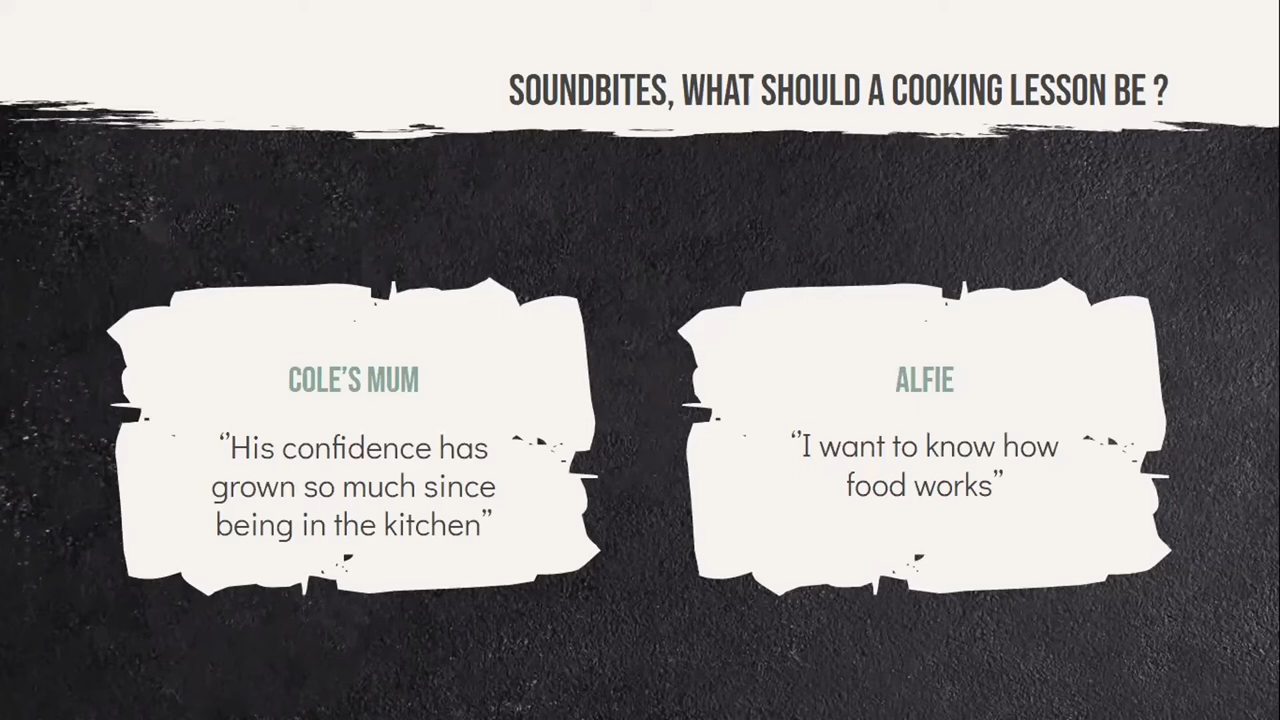 SOUNDBITES, WHAT SHOULD A COOKING LESSON BE ?
COLE’S MUM
“His confidence has
grown so much since
being in the kitchen”
ALFIE
“I want to know how
food works”